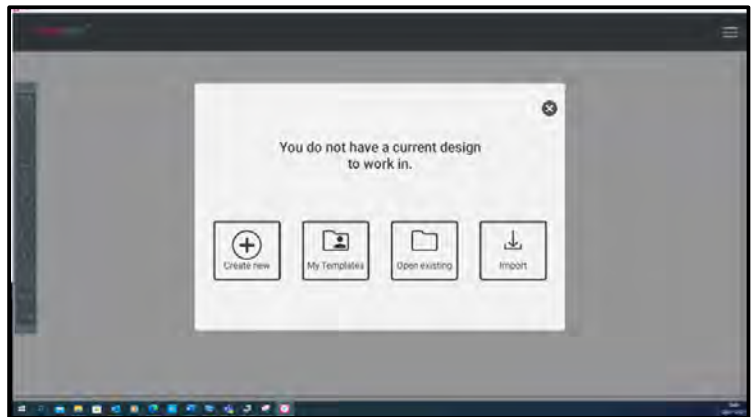 You do not have a current design
to work in.
Create new
My Templates
Open existing
Import